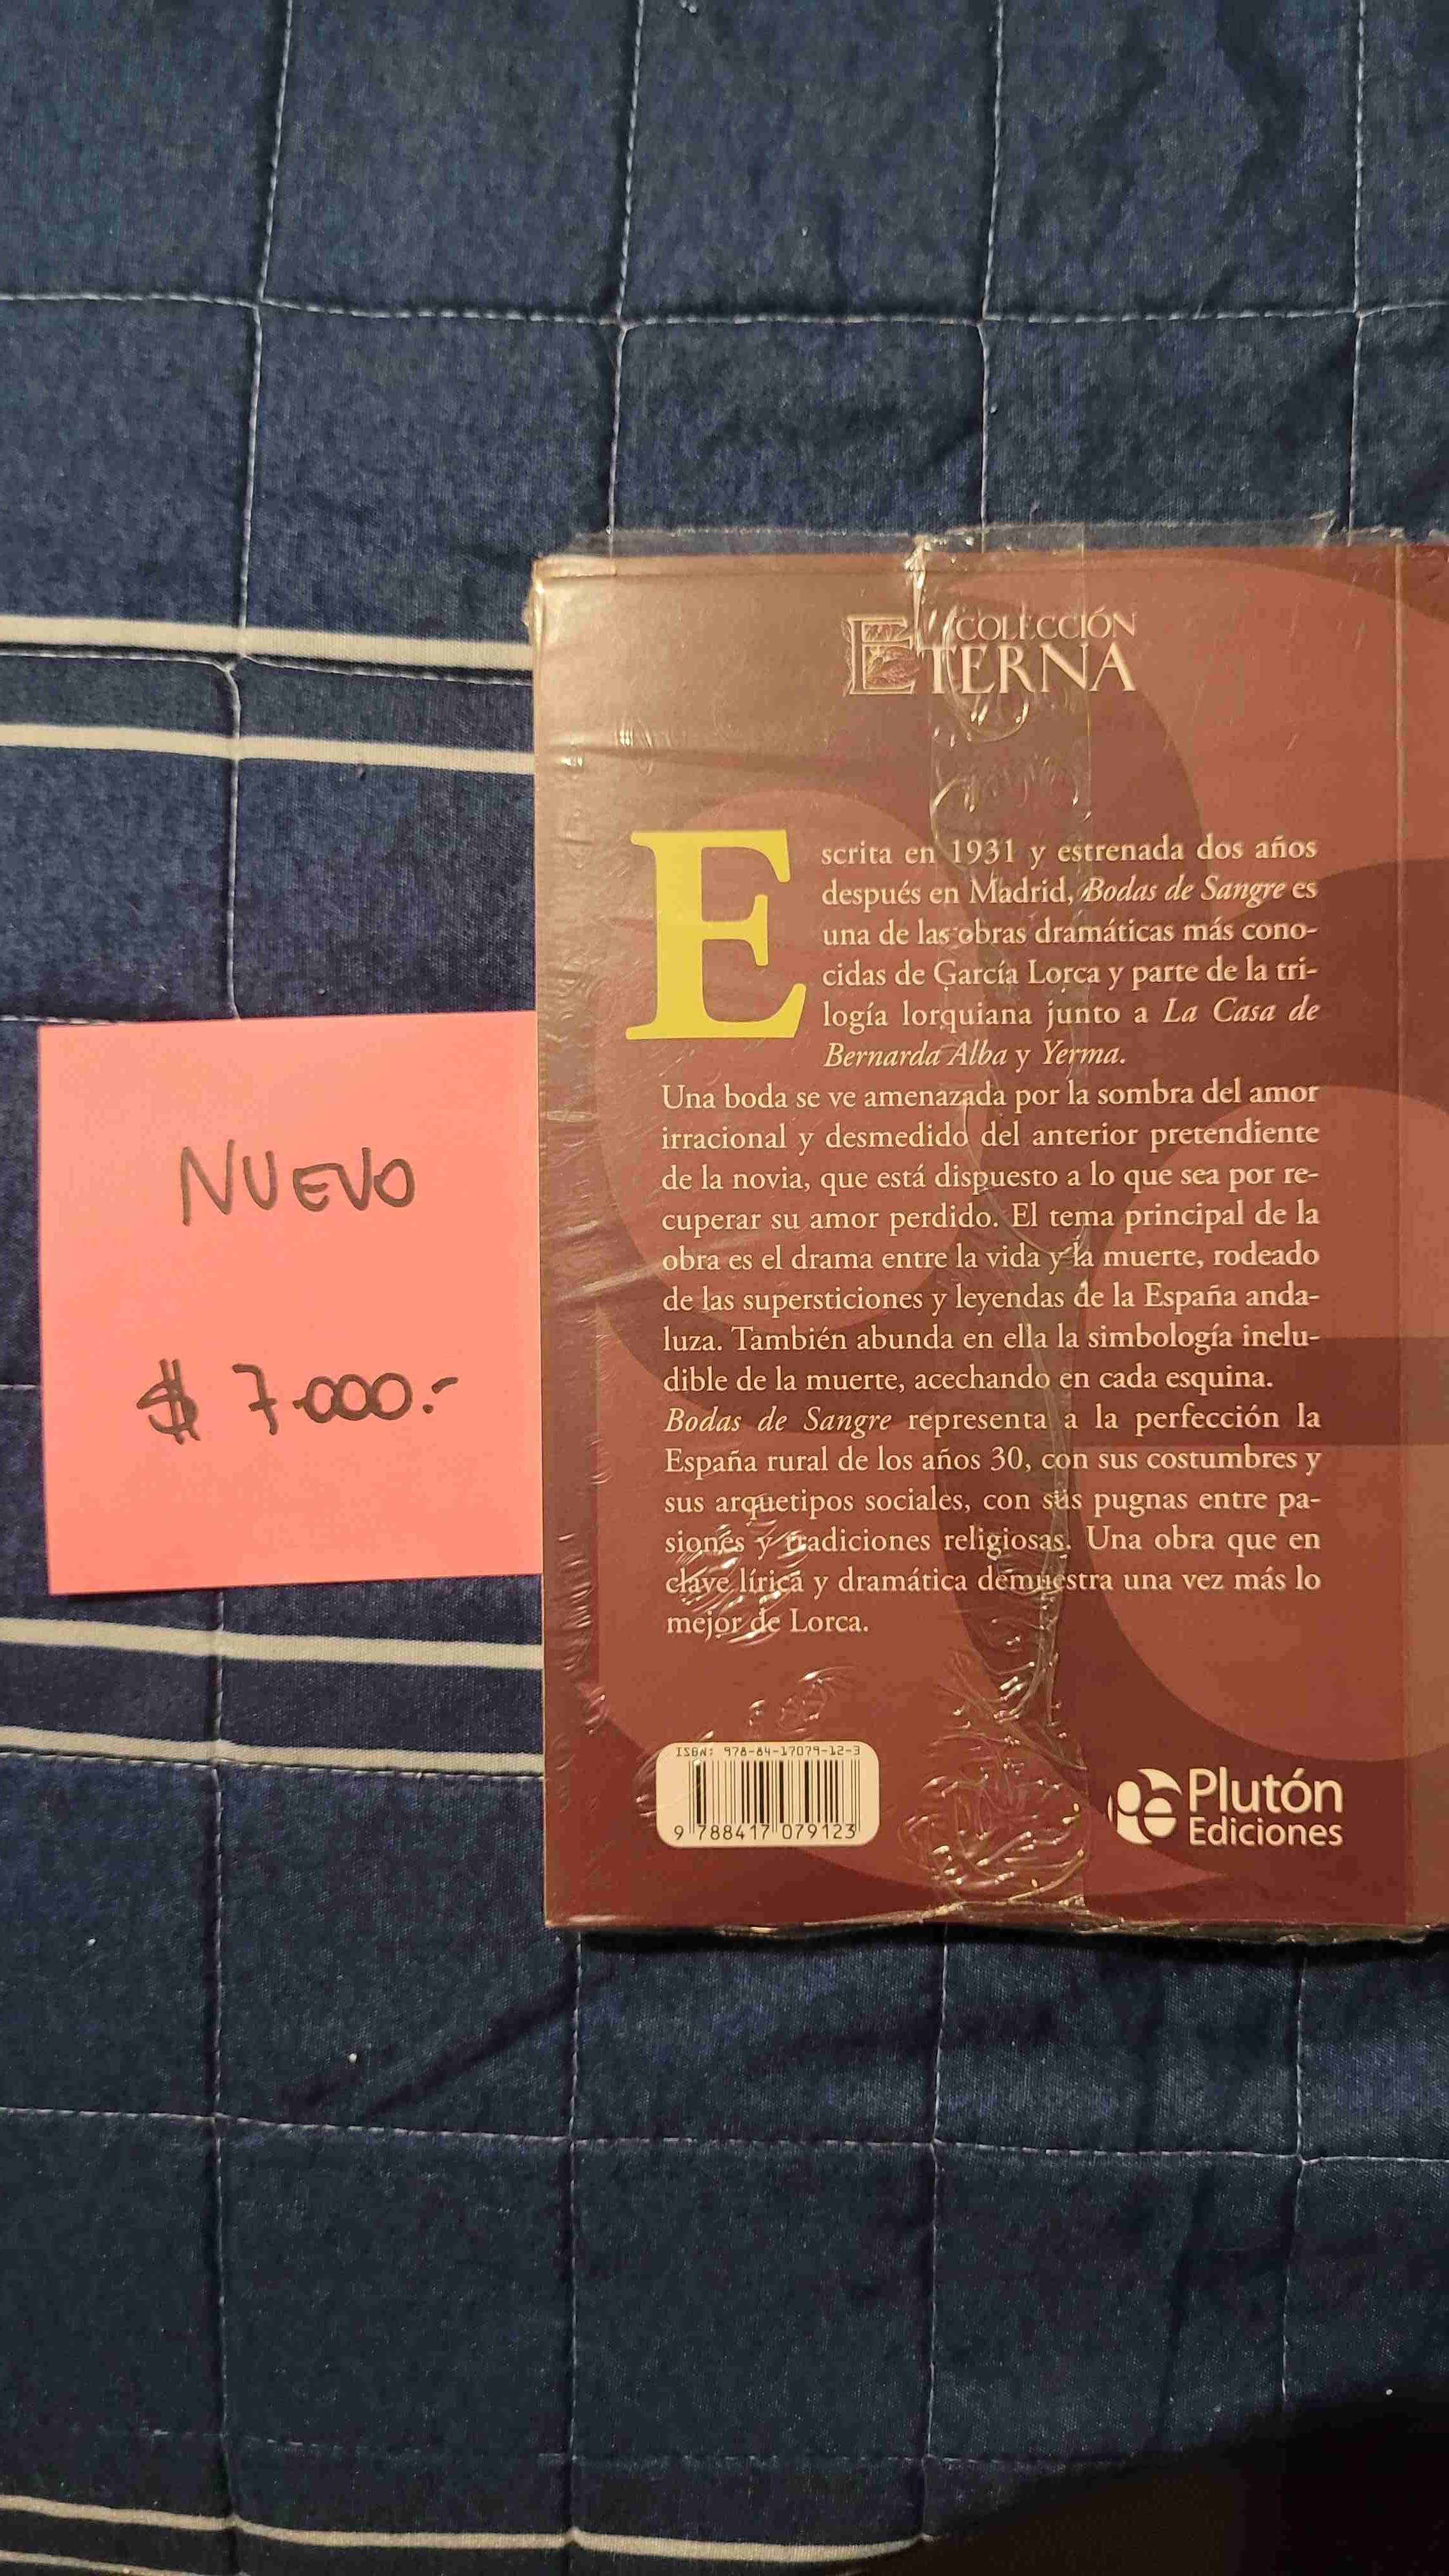 NUEVO
$ 7.000.-
COLECCIÓN
ETERNA
Escrita en 1931 y estrenada dos años
después en Madrid, Bodas de Sangre es
una de las obras dramáticas más cono-
cidas de García Lorca y parte de la tri-
logía lorquiana junto a La Casa de
Bernarda Alba y Yerma.
Una boda se ve amenazada por la sombra del amor
irracional y desmedido del anterior pretendiente
de la novia, que está dispuesto a lo que sea por re-
cuperar su amor perdido. El tema principal de la
obra es el drama entre la vida y la muerte, rodeado
de las supersticiones y leyendas de la España anda-
luza. También abunda en ella la simbología inelu-
dible de la muerte, acechando en cada esquina.
Bodas de Sangre representa a la perfección la
España rural de los años 30, con sus costumbres y
sus arquetipos sociales, con sus pugnas entre pa-
siones y tradiciones religiosas. Una obra que en
clave lírica y dramática demuestra una vez más lo
mejor de Lorca.
ISBN: 978-84-17079-12-3
9 788417 079123
Plutón
Ediciones